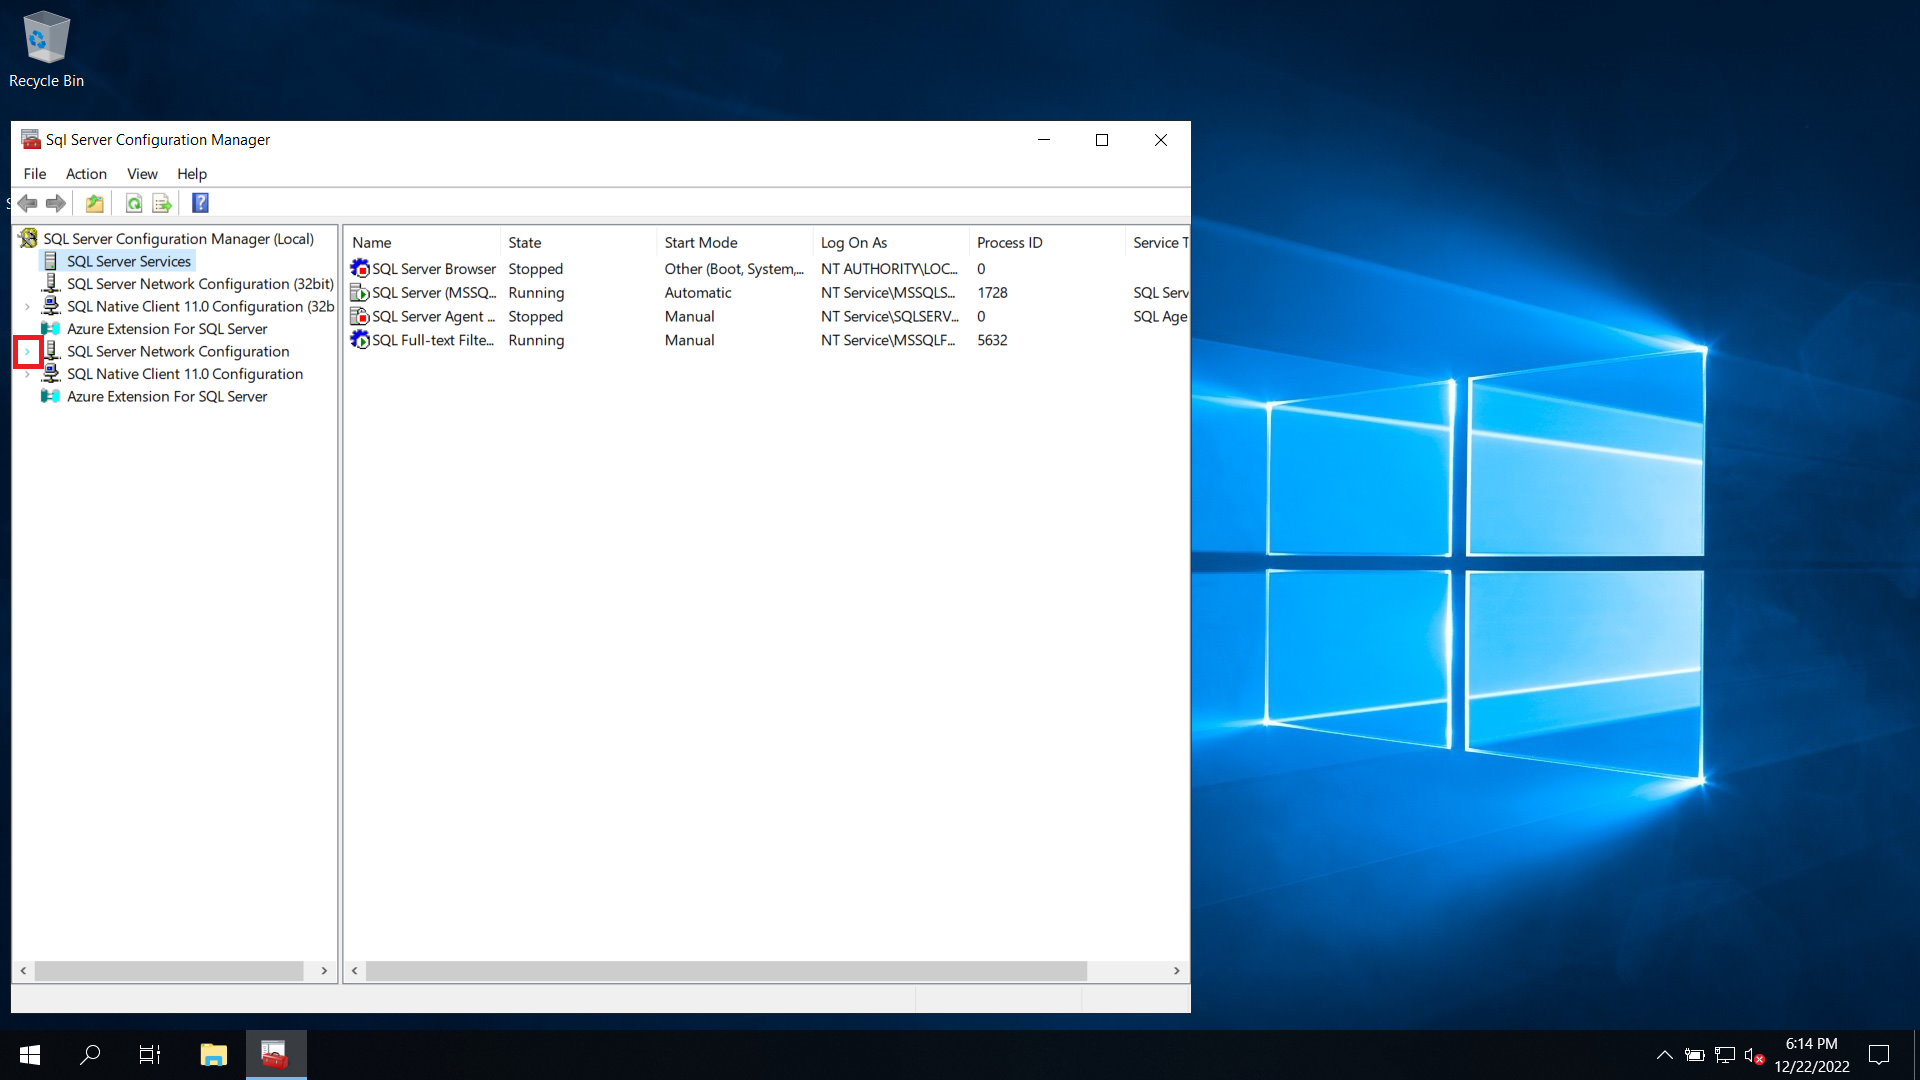 Recycle Bin
Sql Server Configuration Manager
File Action View Help
SQL Server Configuration Manager (Local)
SQL Server Services
SQL Server Network Configuration (32bit)
SQL Native Client 11.0 Configuration (32b
Azure Extension For SQL Server
SQL Server Network Configuration
SQL Native Client 11.0 Configuration
Azure Extension For SQL Server
Name State Start Mode Log On As Process ID Service T
SQL Server Browser Stopped Other (Boot, System,... NT AUTHORITY\LOC... 0
SQL Server (MSSQ... Running Automatic NT Service\MSSQLS... 1728 SQL Serv
SQL Server Agent ... Stopped Manual NT Service\SQLSERV... 0 SQL Age
SQL Full-text Filte... Running Manual NT Service\MSSQLF... 5632
6:14 PM
12/22/2022